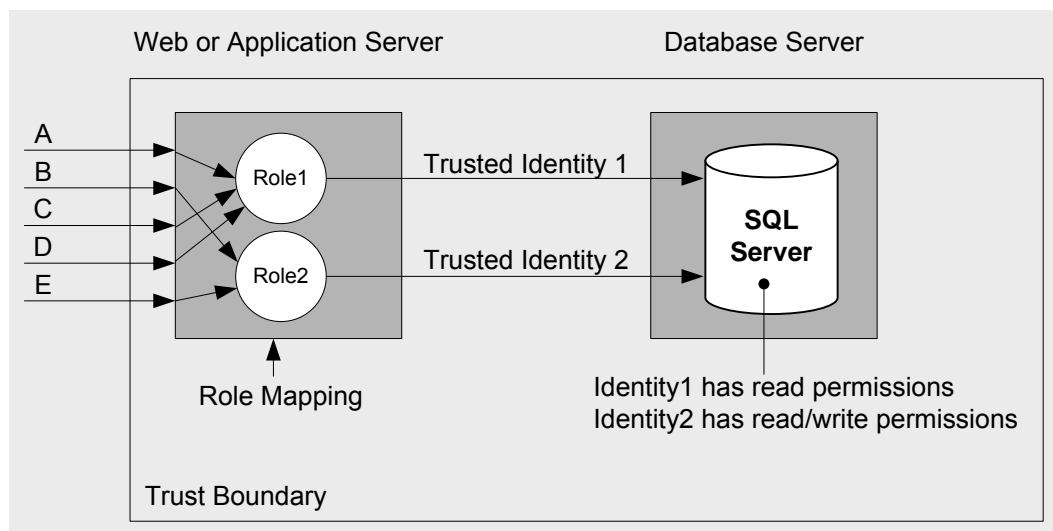 Web or Application Server
Database Server
A
B
C
D
E
Role1
Role2
Trusted Identity 1
Trusted Identity 2
SQL
Server
Role Mapping
Identity1 has read permissions
Identity2 has read/write permissions
Trust Boundary